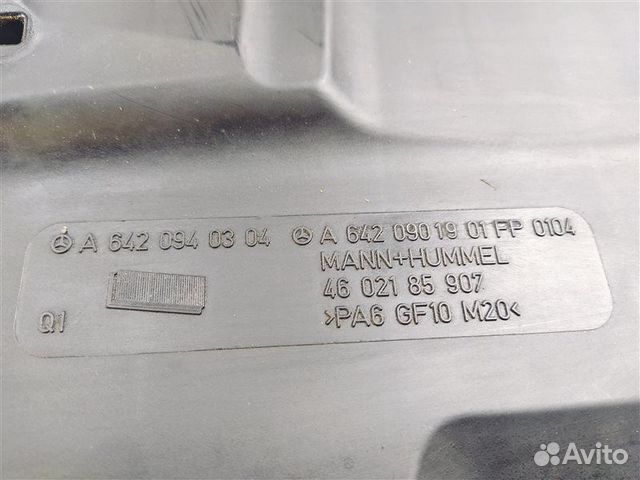 A 642 094 03 04 A 642 090 19 01 FP 0104
MANN+HUMMEL
46 021 85 907
Q1 >PA6 GF10 M20<
Avito